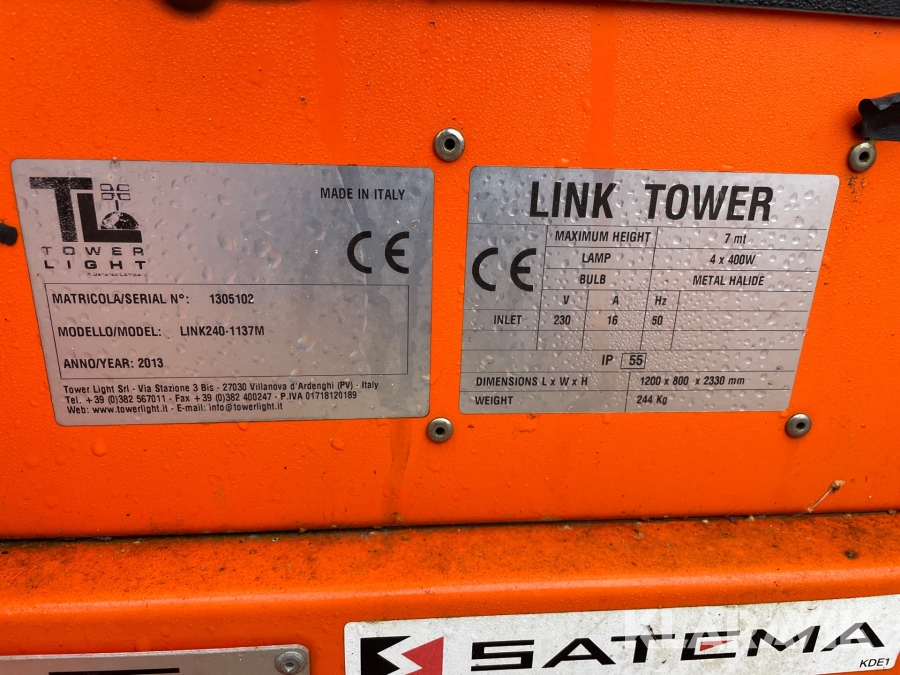 TL
TOWER
LIGHT
MADE IN ITALY
CE
MATRICOLA/SERIAL Nº: 1305102
MODELLO/MODEL: LINK240-1137M
ANNO/YEAR: 2013
Tower Light Srl - Via Stazione 3 Bis - 27030 Villanova d'Ardenghi (PV) - Italy
Tel. + 39 (0)382 567011 - Fax + 39 (0)382 400247 - P.IVA 01718120189
Web: www.towerlight.it - E-mail: info@towerlight.it
LINK TOWER
CE
MAXIMUM HEIGHT 7 mt
LAMP 4 x 400W
BULB METAL HALIDE
V A Hz
INLET 230 16 50
IP 55
DIMENSIONS L x W x H 1200 x 800 x 2330 mm
WEIGHT 244 Kg
SATEMA
KDE1